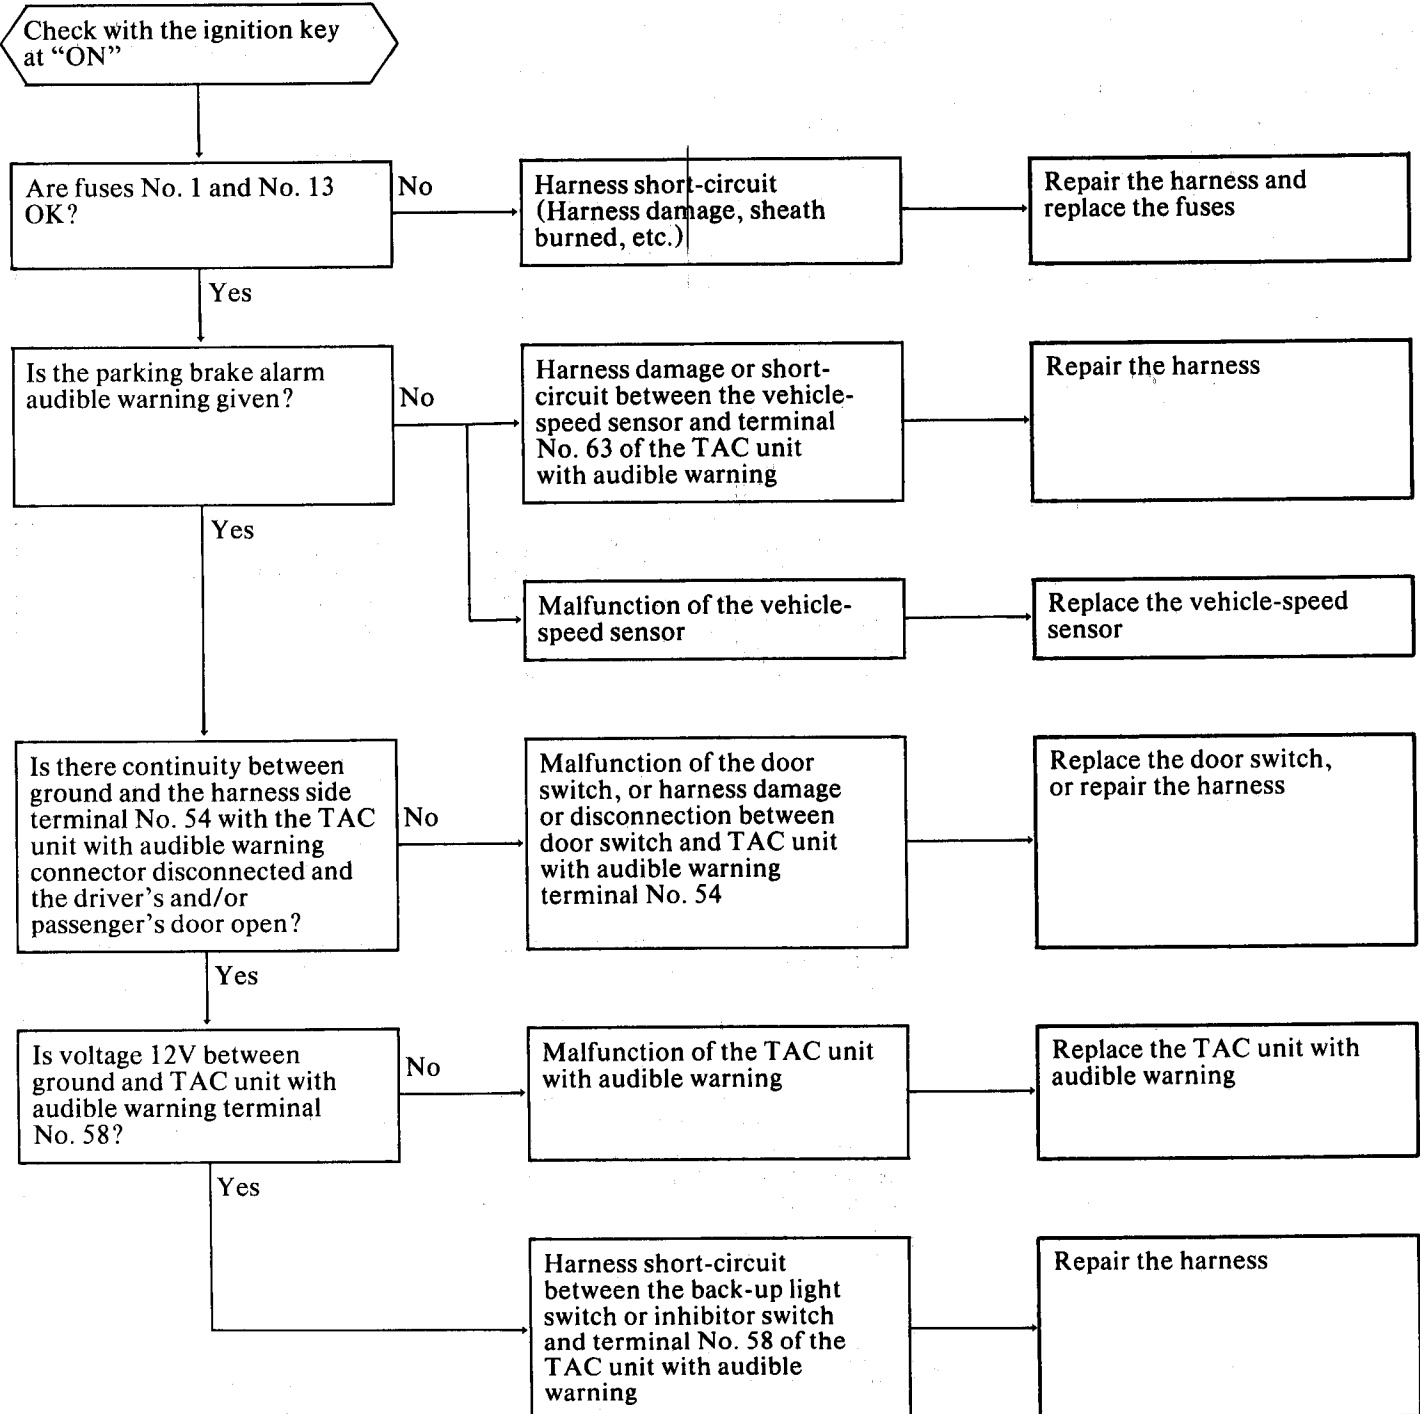 Check with the ignition key
at “ON”
Are fuses No. 1 and No. 13
OK?
No
Harness short-circuit
(Harness damage, sheath
burned, etc.)
Repair the harness and
replace the fuses
Yes
Is the parking brake alarm
audible warning given?
No
Harness damage or short-
circuit between the vehicle-
speed sensor and terminal
No. 63 of the TAC unit
with audible warning
Repair the harness
Malfunction of the vehicle-
speed sensor
Replace the vehicle-speed
sensor
Yes
Is there continuity between
ground and the harness side
terminal No. 54 with the TAC
unit with audible warning
connector disconnected and
the driver’s and/or
passenger’s door open?
No
Malfunction of the door
switch, or harness damage
or disconnection between
door switch and TAC unit
with audible warning
terminal No. 54
Replace the door switch,
or repair the harness
Yes
Is voltage 12V between
ground and TAC unit with
audible warning terminal
No. 58?
No
Malfunction of the TAC unit
with audible warning
Replace the TAC unit with
audible warning
Yes
Harness short-circuit
between the back-up light
switch or inhibitor switch
and terminal No. 58 of the
TAC unit with audible
warning
Repair the harness